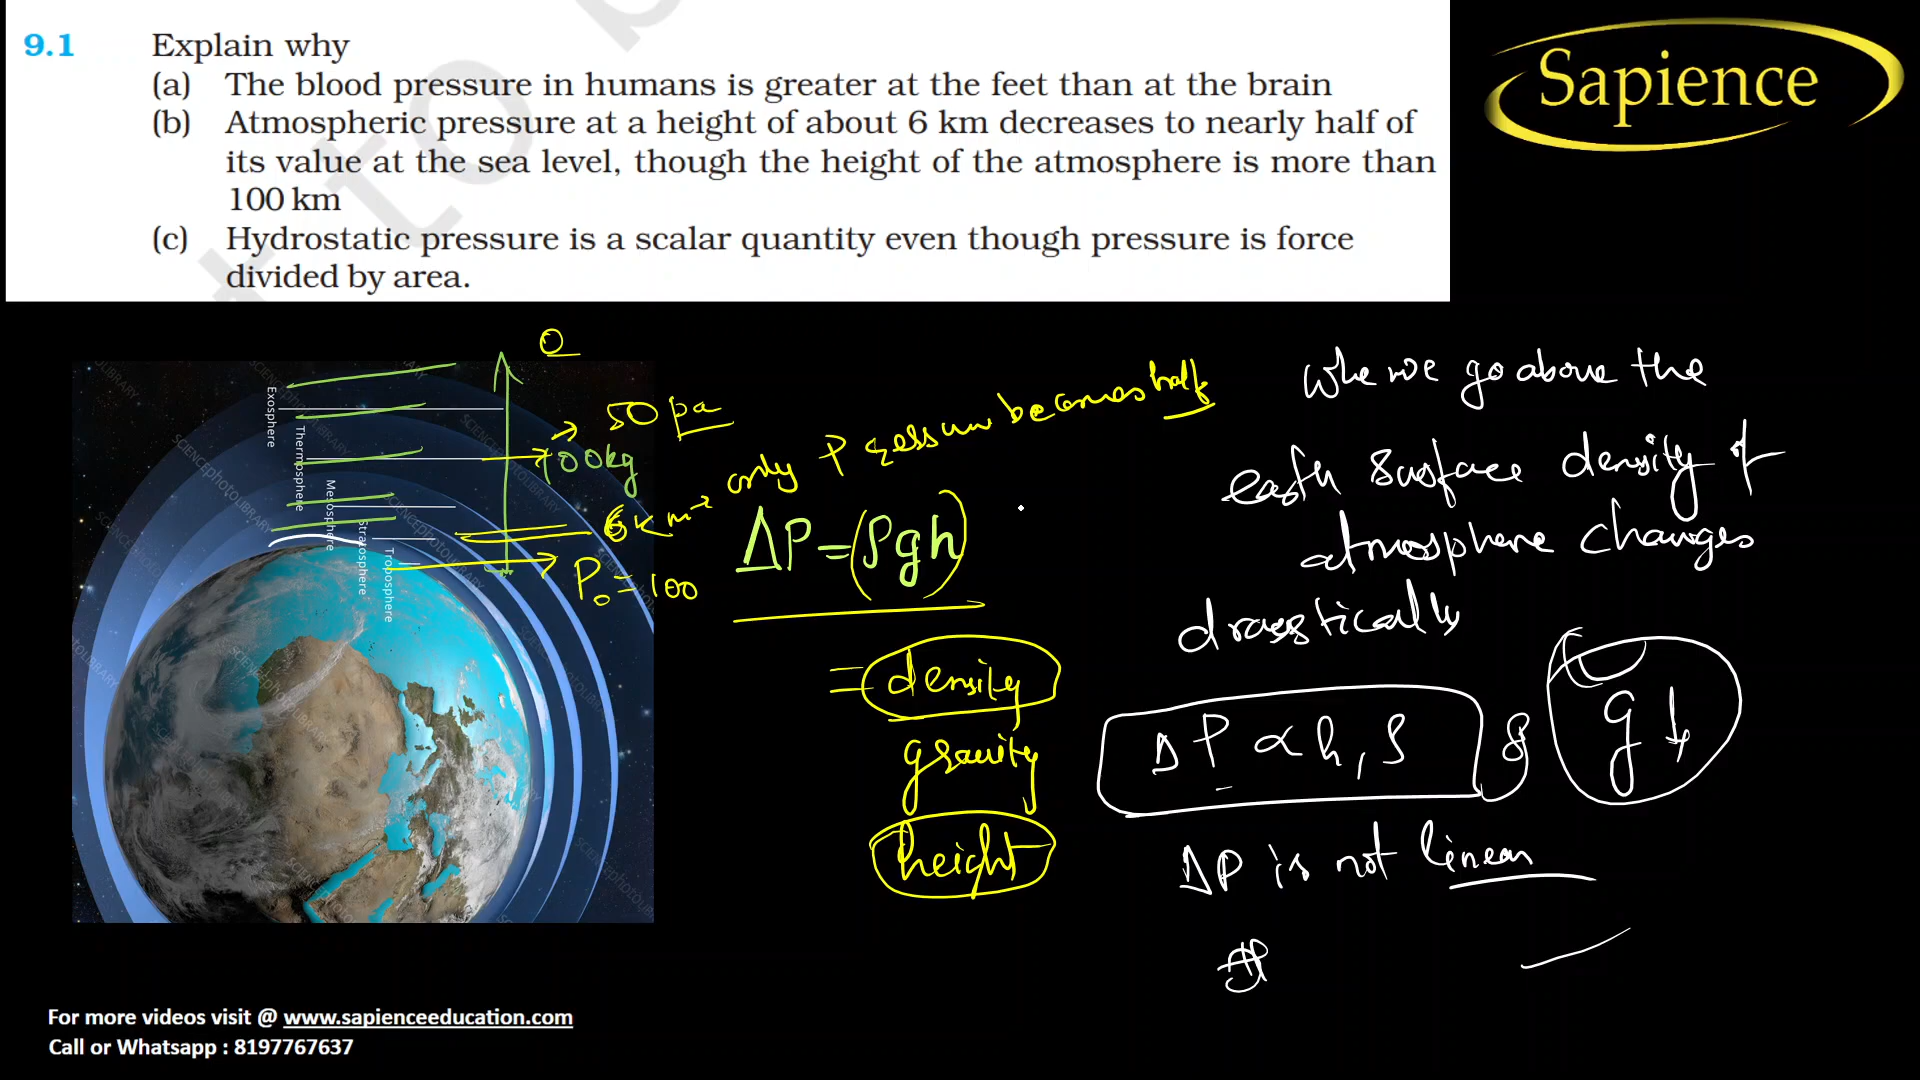 9.1 Explain why
(a) The blood pressure in humans is greater at the feet than at the brain
(b) Atmospheric pressure at a height of about 6 km decreases to nearly half of
its value at the sea level, though the height of the atmosphere is more than
100 km
(c) Hydrostatic pressure is a scalar quantity even though pressure is force
divided by area.
Sapience
O
50 pa
100kg
6km → only Pressure becomes half
P₀ = 100
Exosphere
Thermosphere
Mesosphere
Stratosphere
Troposphere
ΔP = (ρgh)
= density
gravity
height
go above the
earth surface density of
atmosphere changes
drastically
ΔP ∝ h, ρ g g↓
ΔP is not linear
For more videos visit @ www.sapienceeducation.com
Call or Whatsapp : 8197767637